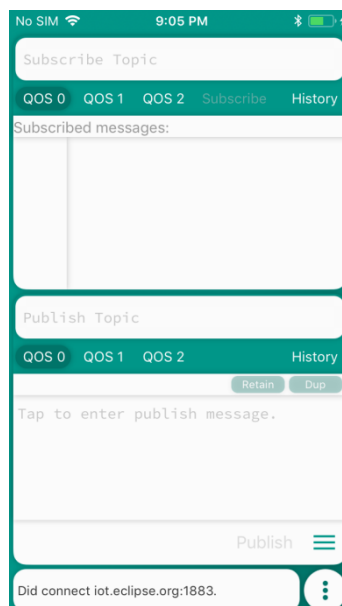 No SIM 9:05 PM
Subscribe Topic
QOS 0 QOS 1 QOS 2 Subscribe History
Subscribed messages:
Publish Topic
QOS 0 QOS 1 QOS 2 History
Retain Dup
Tap to enter publish message.
Publish
Did connect iot.eclipse.org:1883.